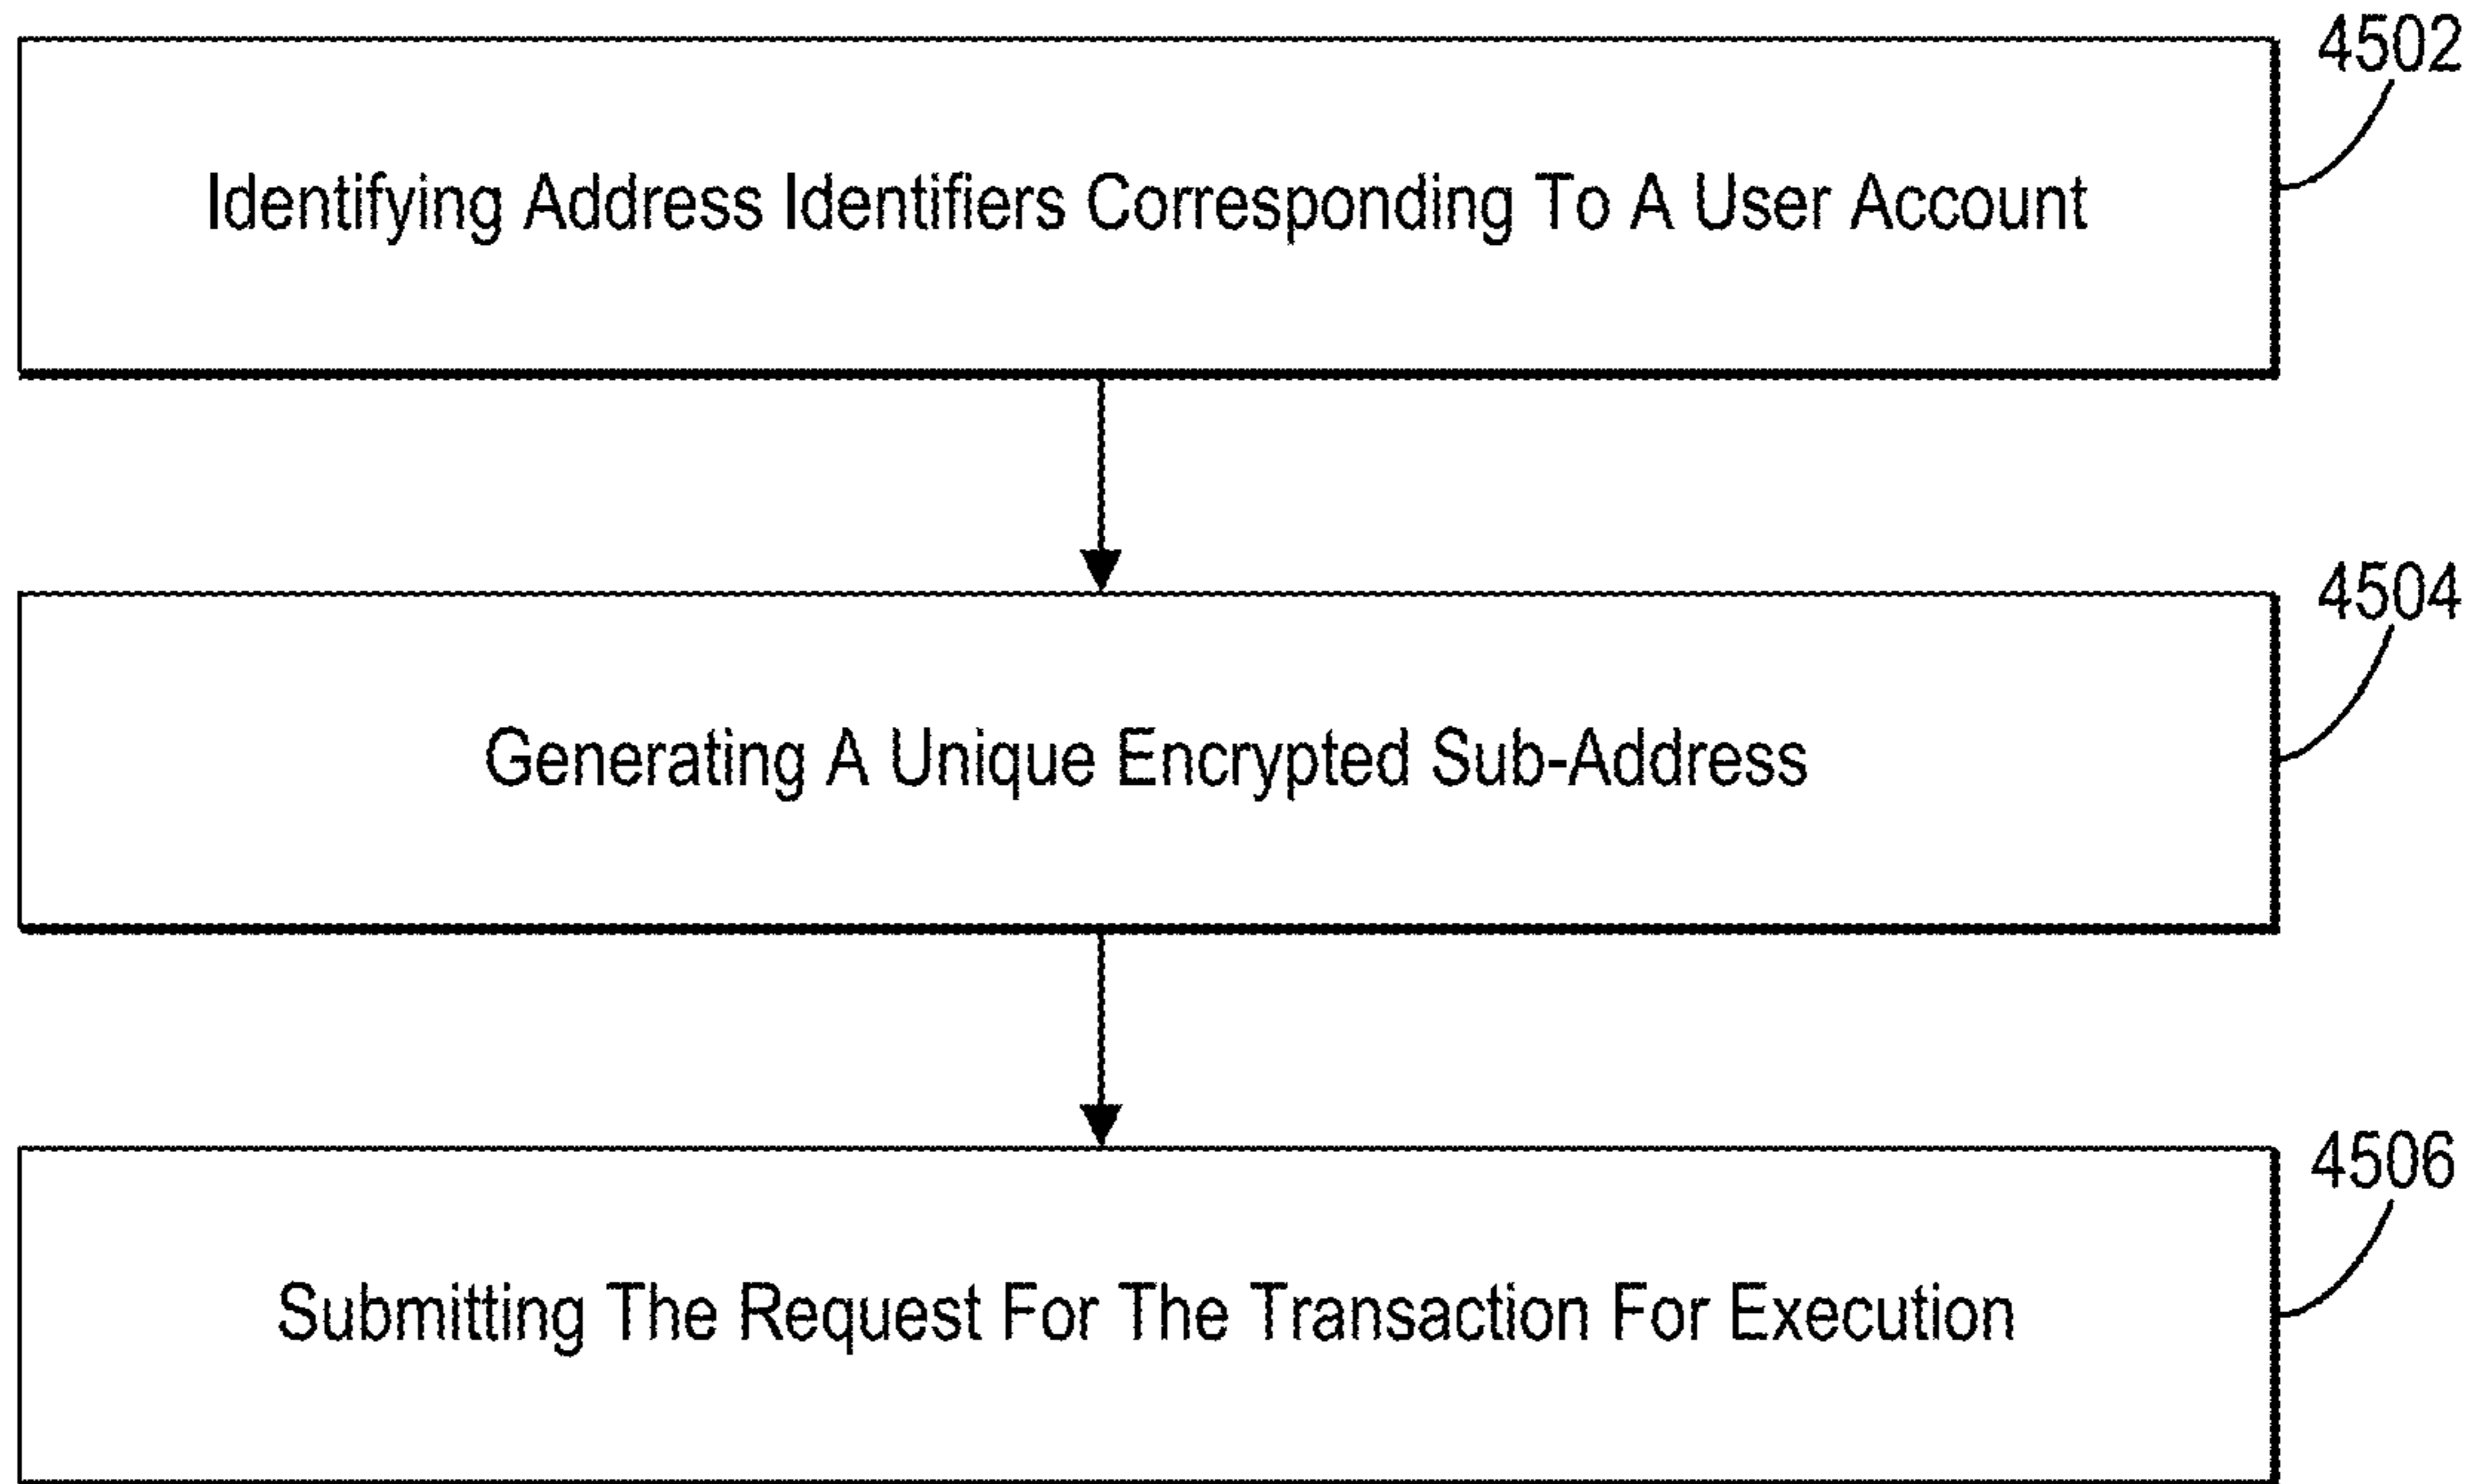 4502
Identifying Address Identifiers Corresponding To A User Account
4504
Generating A Unique Encrypted Sub-Address
4506
Submitting The Request For The Transaction For Execution